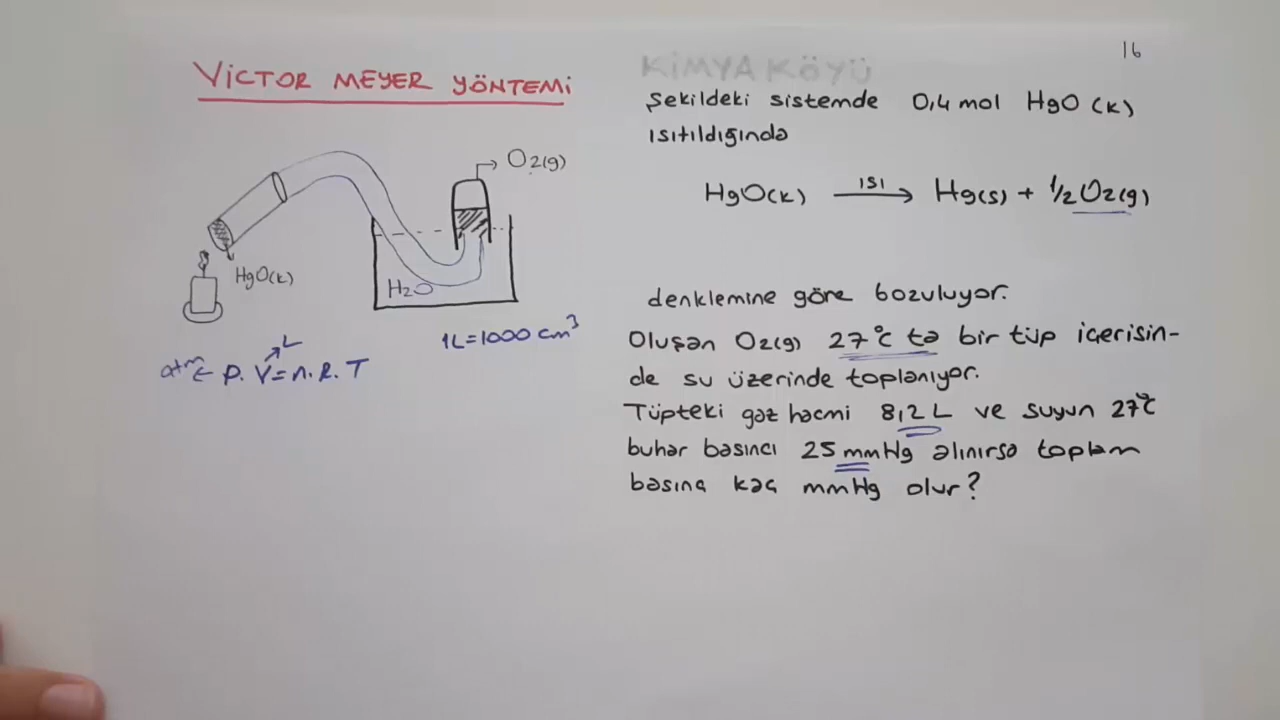 16
VİCTOR MEYER YÖNTEMİ
KİMYA KÖYÜ
O2(g)
HgO(k)
H2O
1L=1000 cm³
L
atm ← P.V=n.R.T
Şekildeki sistemde 0,4 mol HgO(k)
ısıtıldığında
HgO(k) ısı → Hg(s) + 1/2 O2(g)
denklemine göre bozuluyor.
Oluşan O2(g) 27°C ta bir tüp içerisin-
de su üzerinde toplanıyor.
Tüpteki gaz hacmi 8,2 L ve suyun 27°C
buhar basıncı 25 mmHg alınırsa toplam
basınç kaç mmHg olur?